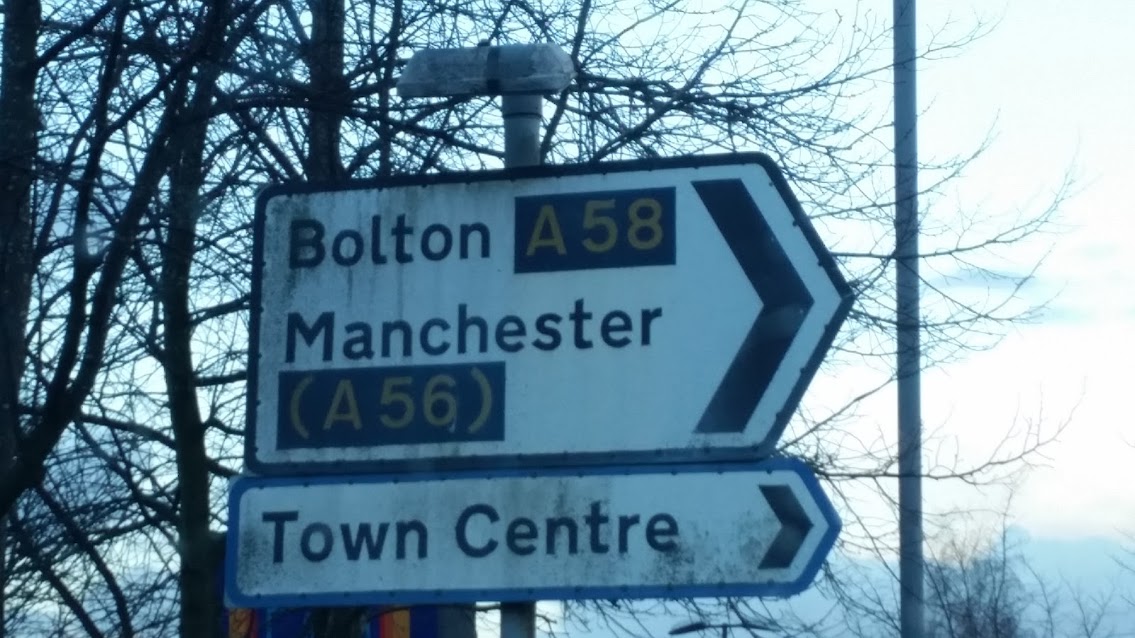 Bolton A58
Manchester
(A56)
Town Centre